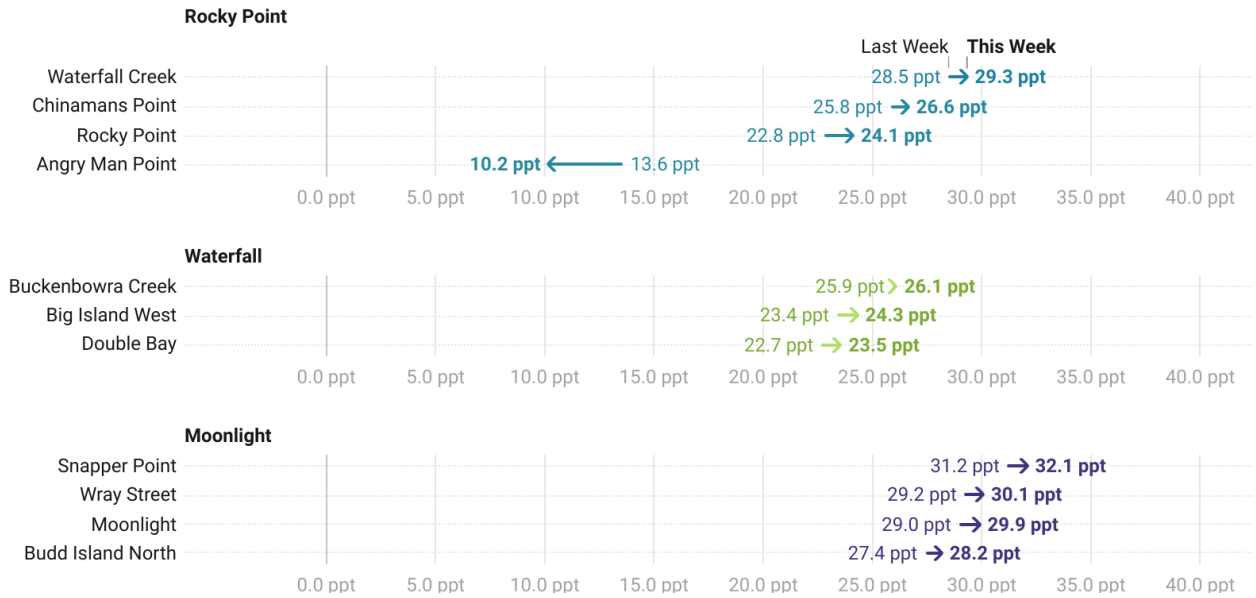 Rocky Point
Last Week This Week
Waterfall Creek 28.5 ppt 29.3 ppt
Chinamans Point 25.8 ppt 26.6 ppt
Rocky Point 22.8 ppt 24.1 ppt
Angry Man Point 10.2 ppt 13.6 ppt
0.0 ppt 5.0 ppt 10.0 ppt 15.0 ppt 20.0 ppt 25.0 ppt 30.0 ppt 35.0 ppt 40.0 ppt
Waterfall
Buckenbowra Creek 25.9 ppt 26.1 ppt
Big Island West 23.4 ppt 24.3 ppt
Double Bay 22.7 ppt 23.5 ppt
0.0 ppt 5.0 ppt 10.0 ppt 15.0 ppt 20.0 ppt 25.0 ppt 30.0 ppt 35.0 ppt 40.0 ppt
Moonlight
Snapper Point 31.2 ppt 32.1 ppt
Wray Street 29.2 ppt 30.1 ppt
Moonlight 29.0 ppt 29.9 ppt
Budd Island North 27.4 ppt 28.2 ppt
0.0 ppt 5.0 ppt 10.0 ppt 15.0 ppt 20.0 ppt 25.0 ppt 30.0 ppt 35.0 ppt 40.0 ppt